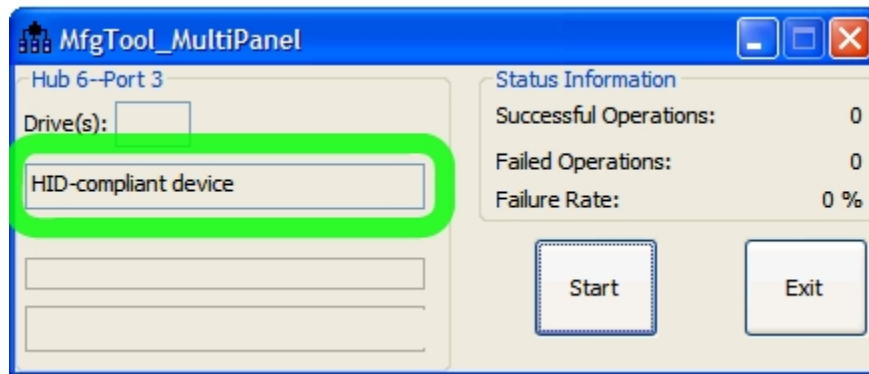 MfgTool_MultiPanel
Hub 6--Port 3
Drive(s):
HID-compliant device
Status Information
Successful Operations: 0
Failed Operations: 0
Failure Rate: 0 %
Start
Exit